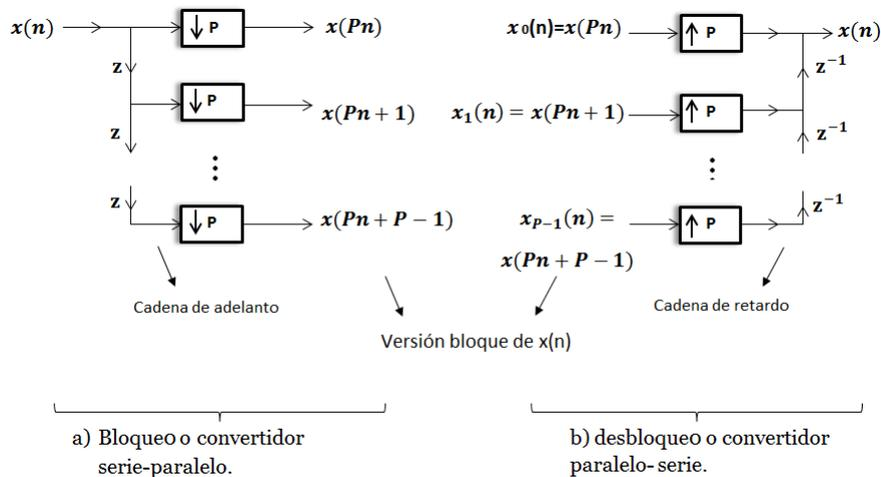 x(n)
↓ P
x(Pn)
z
↓ P
x(Pn + 1)
z
⋮
z
↓ P
x(Pn + P − 1)
Cadena de adelanto
x₀(n)=x(Pn)
↑ P
x(n)
z⁻¹
x₁(n) = x(Pn + 1)
↑ P
z⁻¹
⋮
z⁻¹
xP−1(n) =
x(Pn + P − 1)
↑ P
Cadena de retardo
Versión bloque de x(n)
a) Bloqueo o convertidor
serie-paralelo.
b) desbloqueo o convertidor
paralelo- serie.